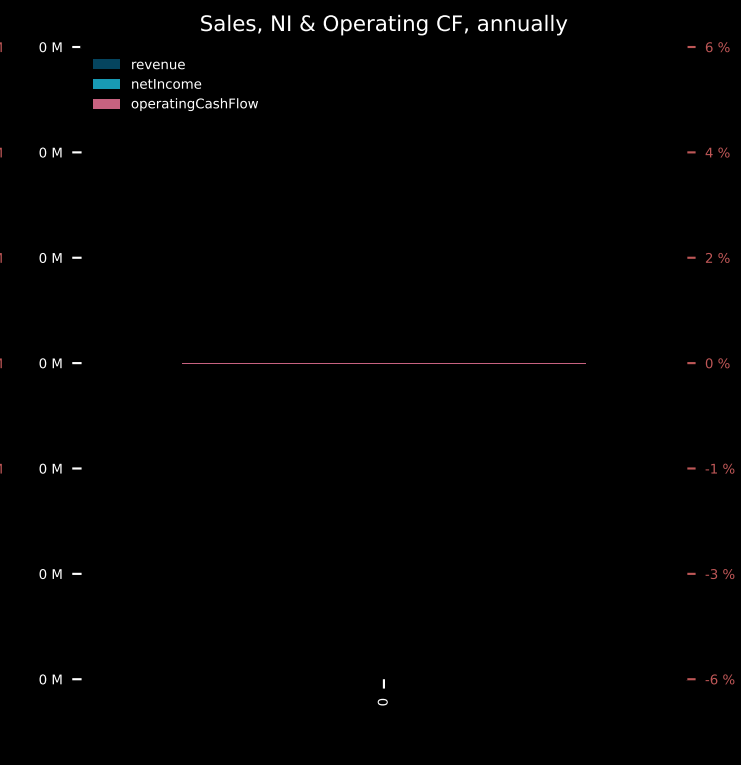 Sales, NI & Operating CF, annually
0 M
6 %
revenue
netIncome
operatingCashFlow
0 M
4 %
0 M
2 %
0 M
0 %
0 M
-1 %
0 M
-3 %
0 M
-6 %
0